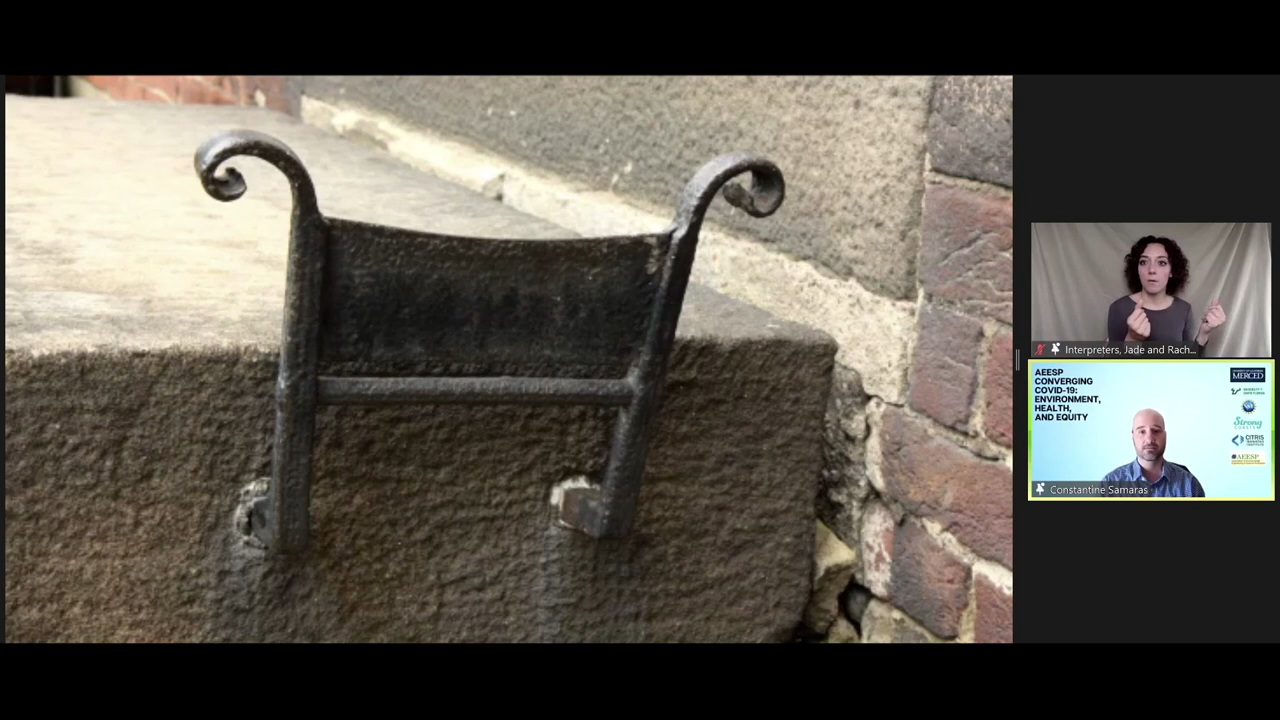 Interpreters, Jade and Rach...
AEESP
CONVERGING
COVID-19:
ENVIRONMENT,
HEALTH,
AND EQUITY
MERCED
Strong
CITRIS
#AEESP
Constantine Samaras